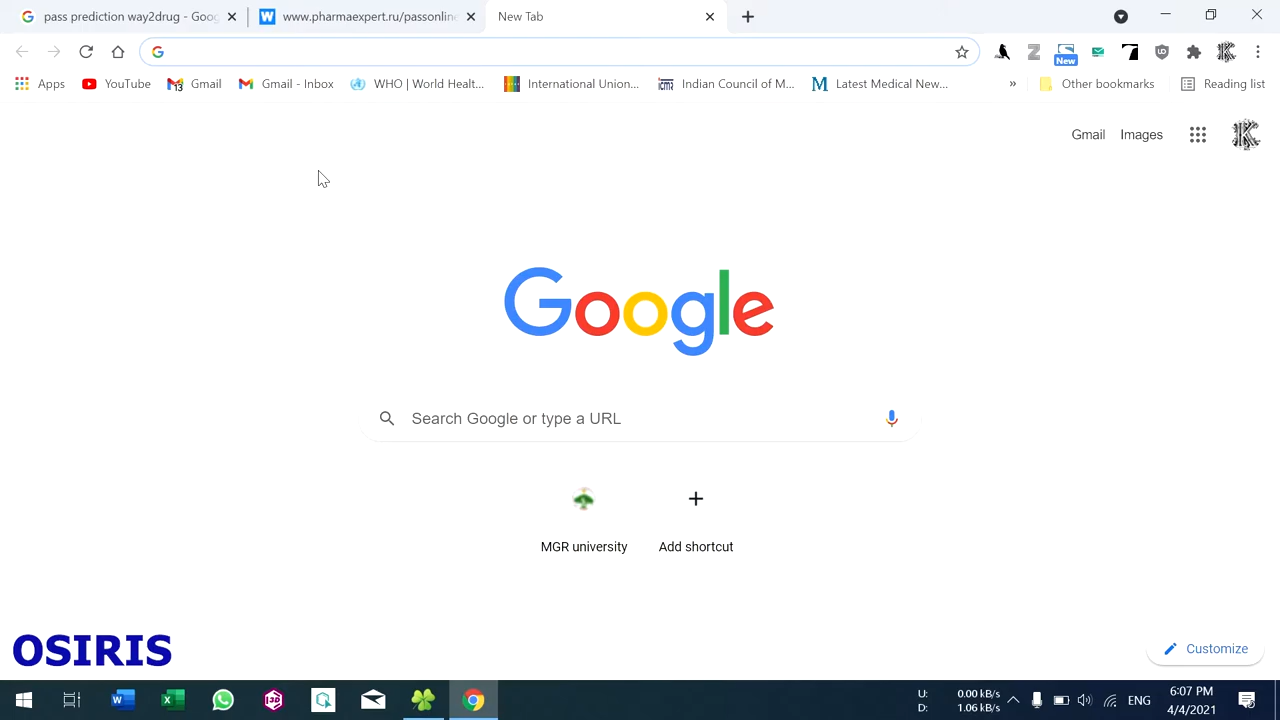 pass prediction way2drug - Goog
www.pharmaexpert.ru/passonline
New Tab
New
Apps
YouTube
13
Gmail
Gmail - Inbox
WHO | World Healt...
International Union...
icmr
Indian Council of M...
M
Latest Medical New...
»
Other bookmarks
Reading list
Gmail
Images
Google
Search Google or type a URL
MGR university
Add shortcut
OSIRIS
Customize
U: 0.00 kB/s
D: 1.06 kB/s
ENG
6:07 PM
4/4/2021